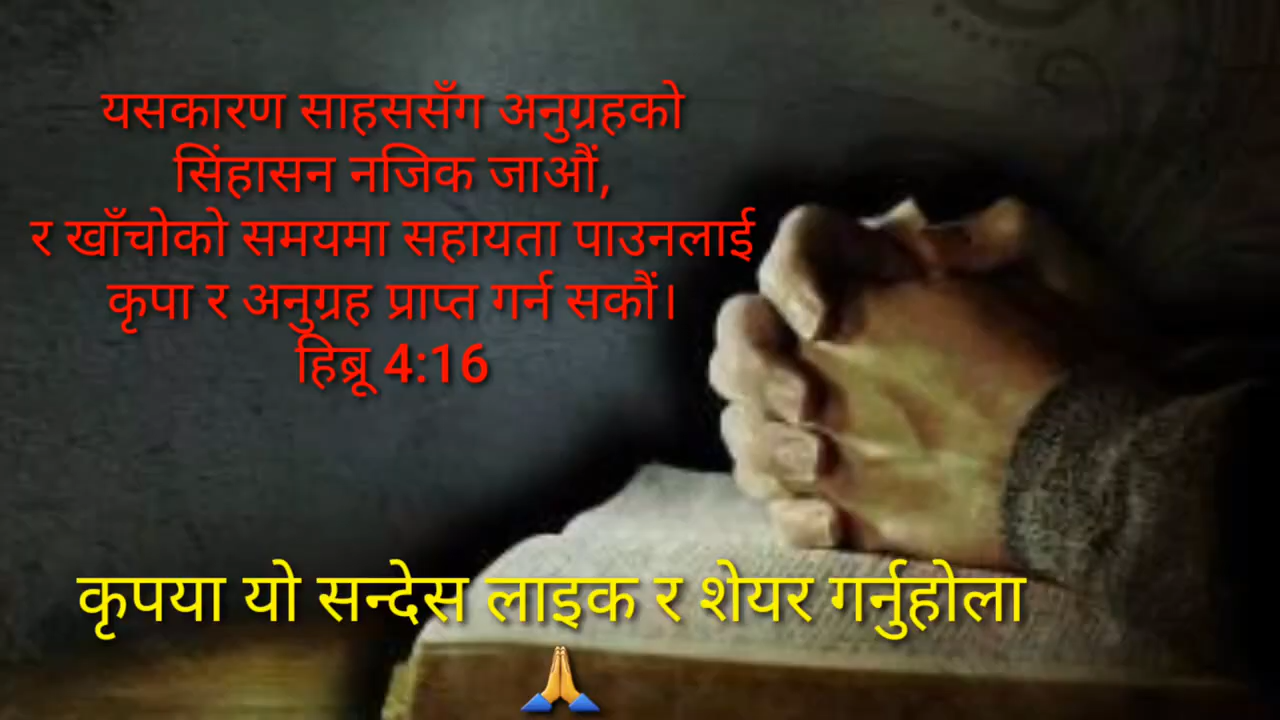 यसकारण साहससँग अनुग्रहको
सिंहासन नजिक जाऔं,
र खाँचोको समयमा सहायता पाउनलाई
कृपा र अनुग्रह प्राप्त गर्न सकौं।
हिब्रू 4:16
कृपया यो सन्देस लाइक र शेयर गर्नुहोला
🙏